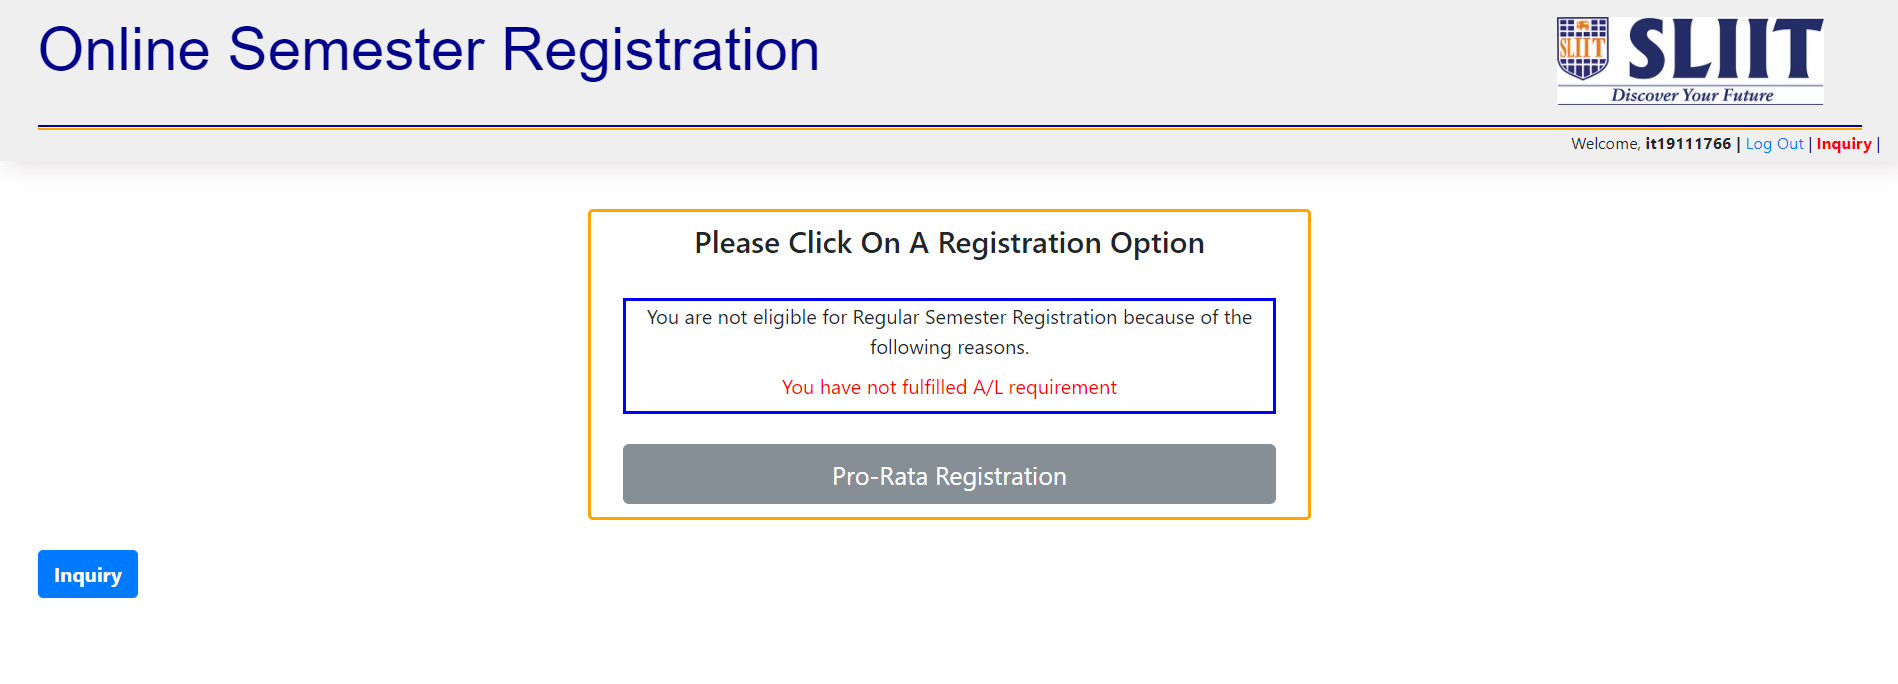 Online Semester Registration
SLIIT
SLIIT
Discover Your Future
Welcome, it19111766 | Log Out | Inquiry |
Please Click On A Registration Option
You are not eligible for Regular Semester Registration because of the
following reasons.
You have not fulfilled A/L requirement
Pro-Rata Registration
Inquiry